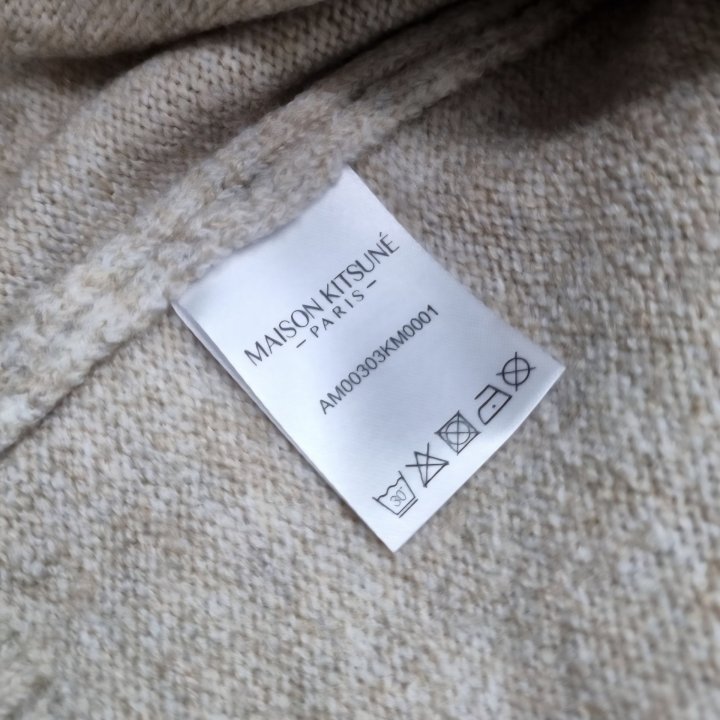 MAISON KITSUNÉ
–PARIS–
AM00303KM0001
30°